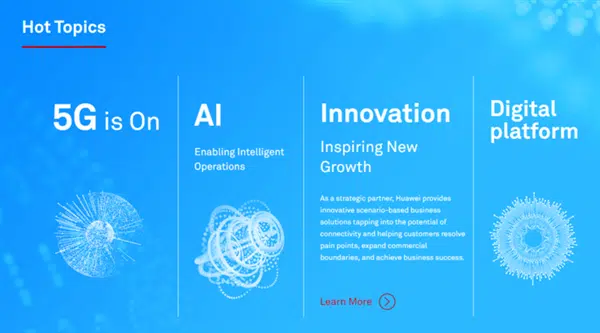 Hot Topics
5G is On
AI
Enabling Intelligent
Operations
Innovation
Inspiring New
Growth
As a strategic partner, Huawei provides
innovative scenario-based business
solutions tapping into the potential of
connectivity and helping customers resolve
pain points, expand commercial
boundaries, and achieve business success.
Learn More
Digital
platform